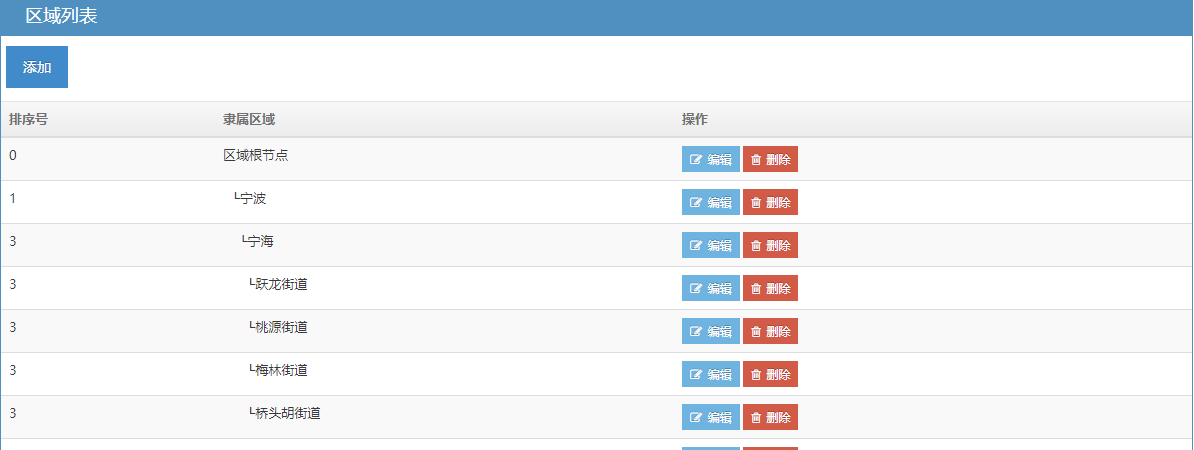 区域列表
添加
排序号 隶属区域 操作
0 区域根节点 编辑 删除
1 └宁波 编辑 删除
3 └宁海 编辑 删除
3 └跃龙街道 编辑 删除
3 └桃源街道 编辑 删除
3 └梅林街道 编辑 删除
3 └桥头胡街道 编辑 删除